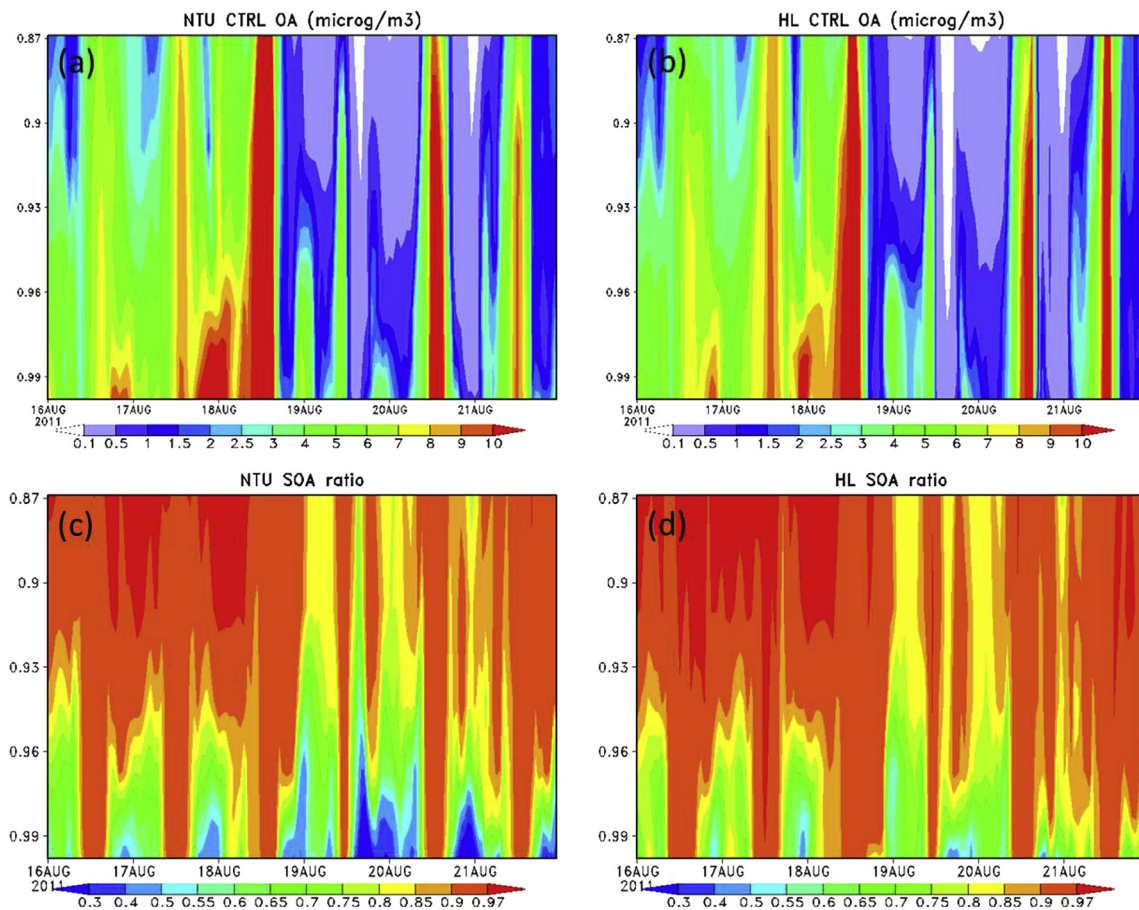 NTU CTRL OA (microg/m3)
HL CTRL OA (microg/m3)
(a)
(b)
0.87
0.9
0.93
0.96
0.99
0.87
0.9
0.93
0.96
0.99
16AUG 17AUG 18AUG 19AUG 20AUG 21AUG
2011
16AUG 17AUG 18AUG 19AUG 20AUG 21AUG
2011
0.1 0.5 1 1.5 2 2.5 3 4 5 6 7 8 9 10
0.1 0.5 1 1.5 2 2.5 3 4 5 6 7 8 9 10
NTU SOA ratio
HL SOA ratio
(c)
(d)
0.87
0.9
0.93
0.96
0.99
0.87
0.9
0.93
0.96
0.99
16AUG 17AUG 18AUG 19AUG 20AUG 21AUG
2011
16AUG 17AUG 18AUG 19AUG 20AUG 21AUG
2011
0.3 0.4 0.5 0.55 0.6 0.65 0.7 0.75 0.8 0.85 0.9 0.97
0.3 0.4 0.5 0.55 0.6 0.65 0.7 0.75 0.8 0.85 0.9 0.97